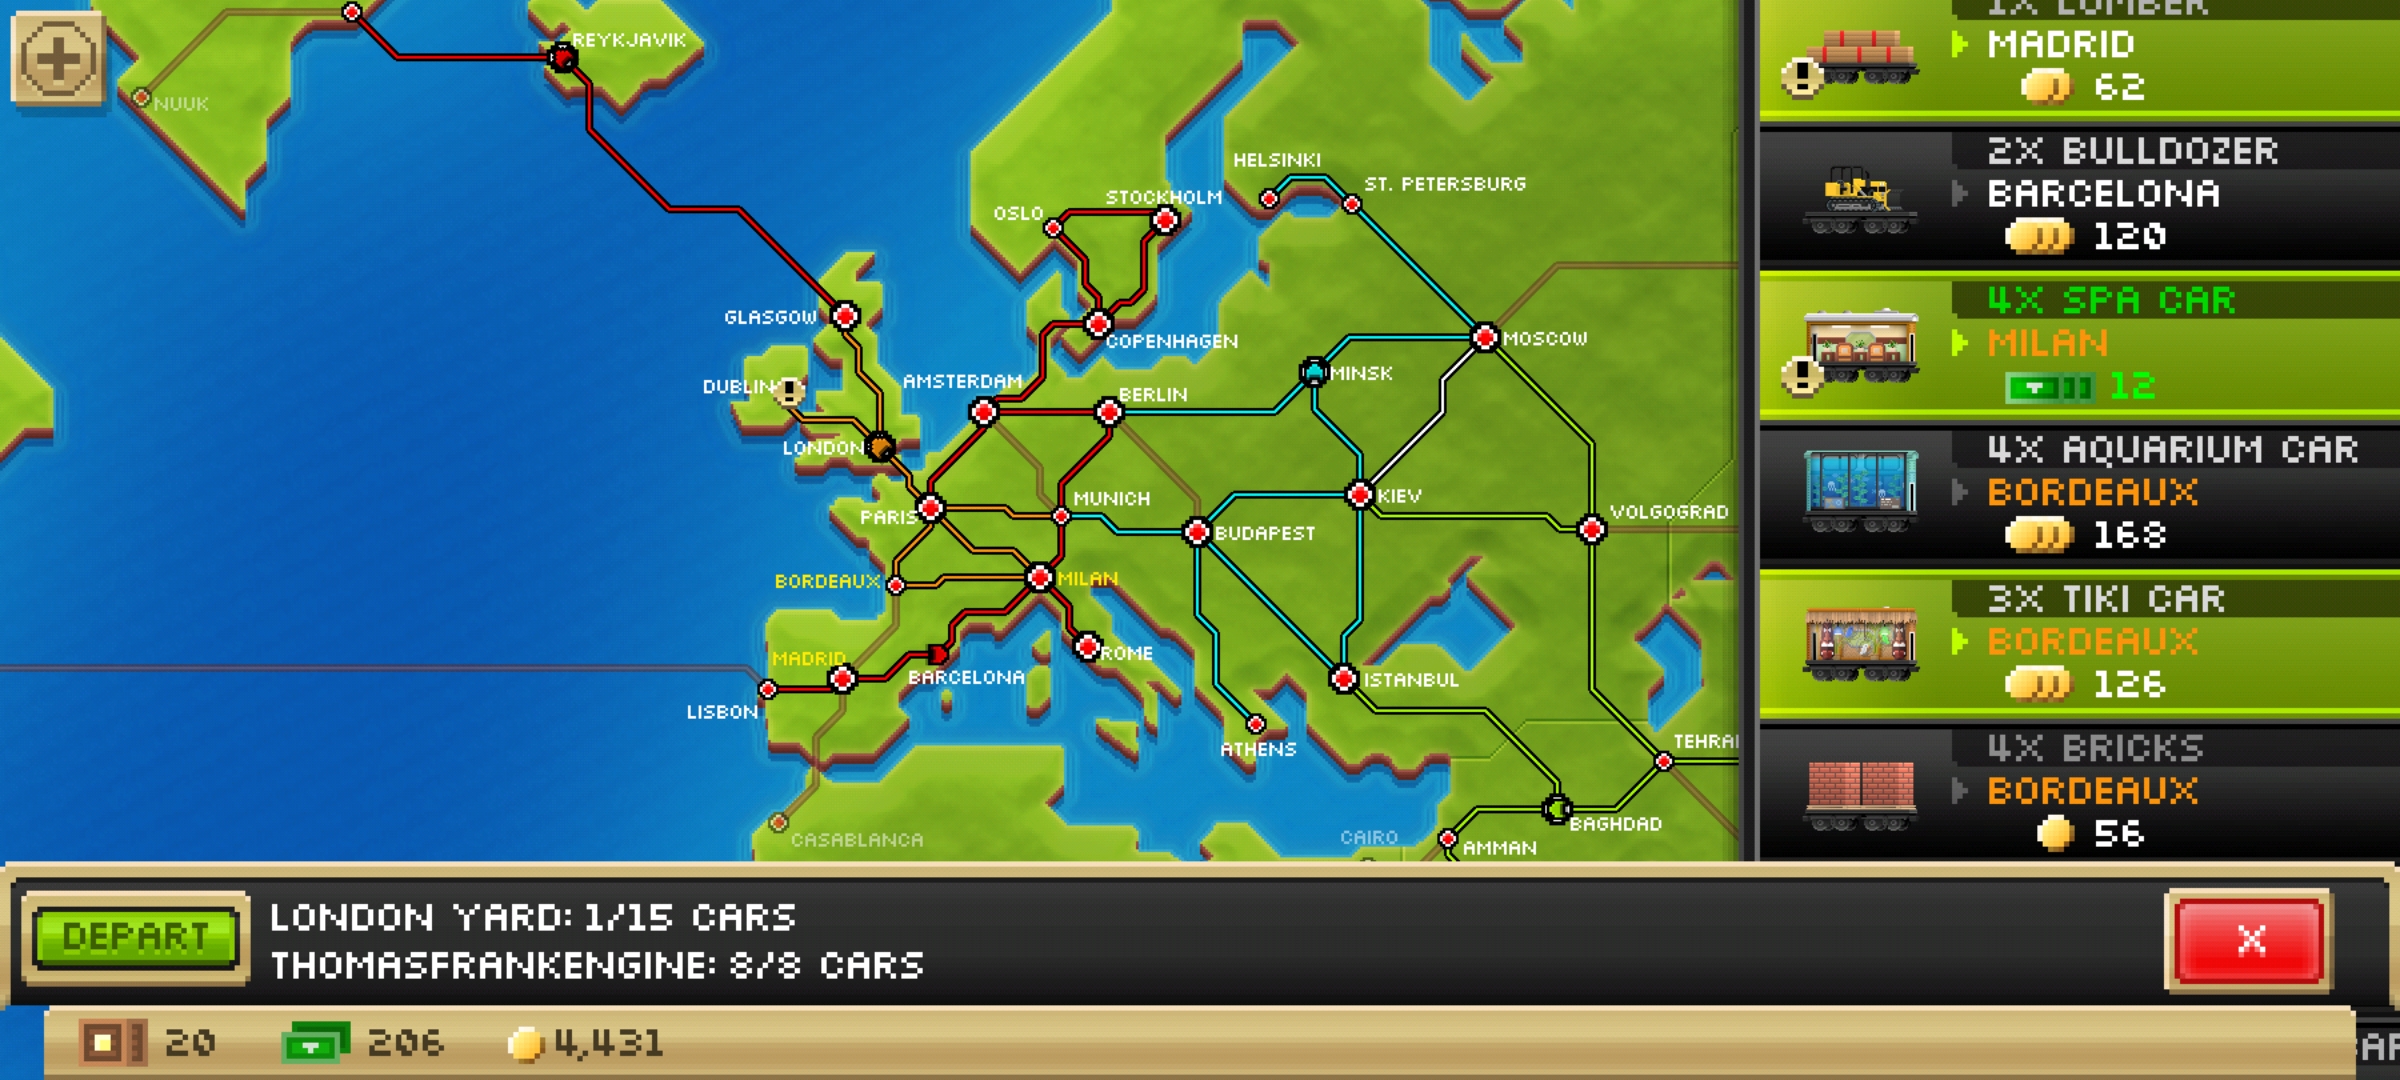 REYKJAVIK
NUUK
HELSINKI
ST. PETERSBURG
STOCKHOLM
OSLO
GLASGOW
COPENHAGEN
MOSCOW
DUBLIN
AMSTERDAM
BERLIN
MINSK
LONDON
MUNICH
KIEV
PARIS
BUDAPEST
VOLGOGRAD
BORDEAUX
MILAN
MADRID
ROME
BARCELONA
ISTANBUL
LISBON
ATHENS
TEHRA
CASABLANCA
CAIRO
AMMAN
BAGHDAD
1X LUMBER
MADRID
62
2X BULLDOZER
BARCELONA
120
4X SPA CAR
MILAN
12
4X AQUARIUM CAR
BORDEAUX
168
3X TIKI CAR
BORDEAUX
126
4X BRICKS
BORDEAUX
56
DEPART
LONDON YARD: 1/15 CARS
THOMASFRANKENGINE: 8/8 CARS
X
20
206
4,431